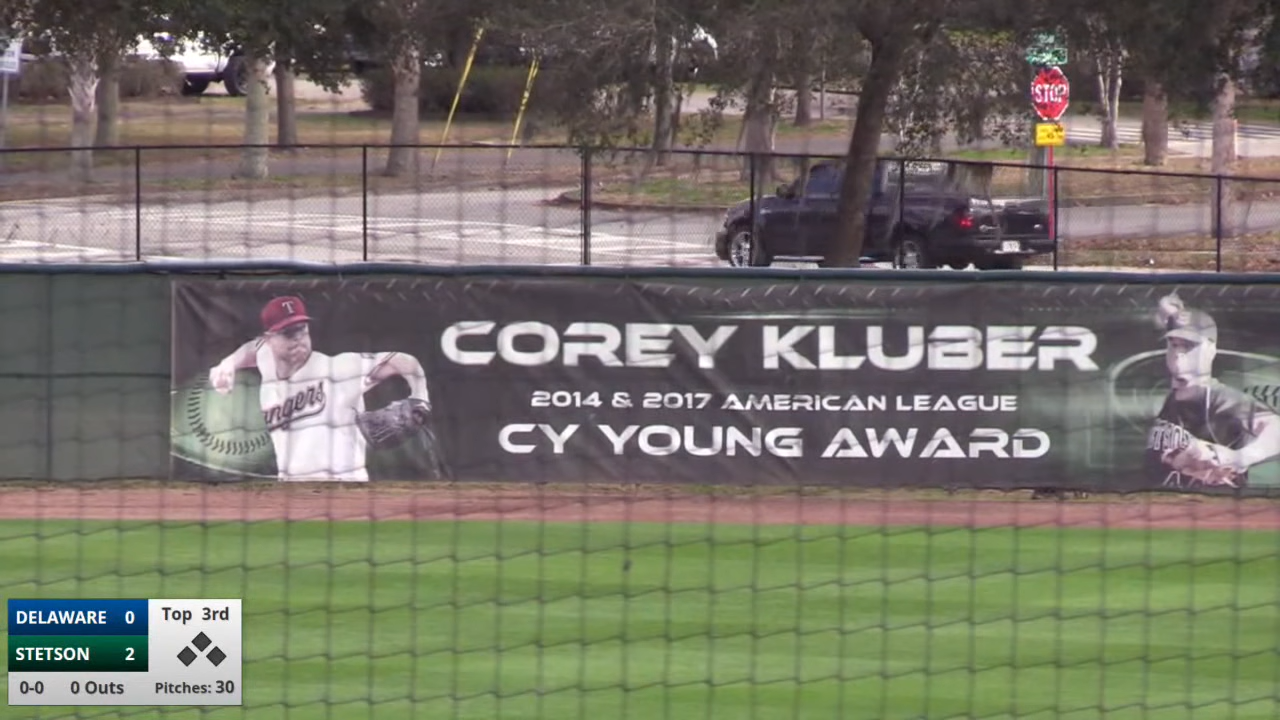 STOP
T
COREY KLUBER
2014 & 2017 AMERICAN LEAGUE
CY YOUNG AWARD
ngers
DELAWARE 0
STETSON 2
Top 3rd
0-0 0 Outs Pitches: 30